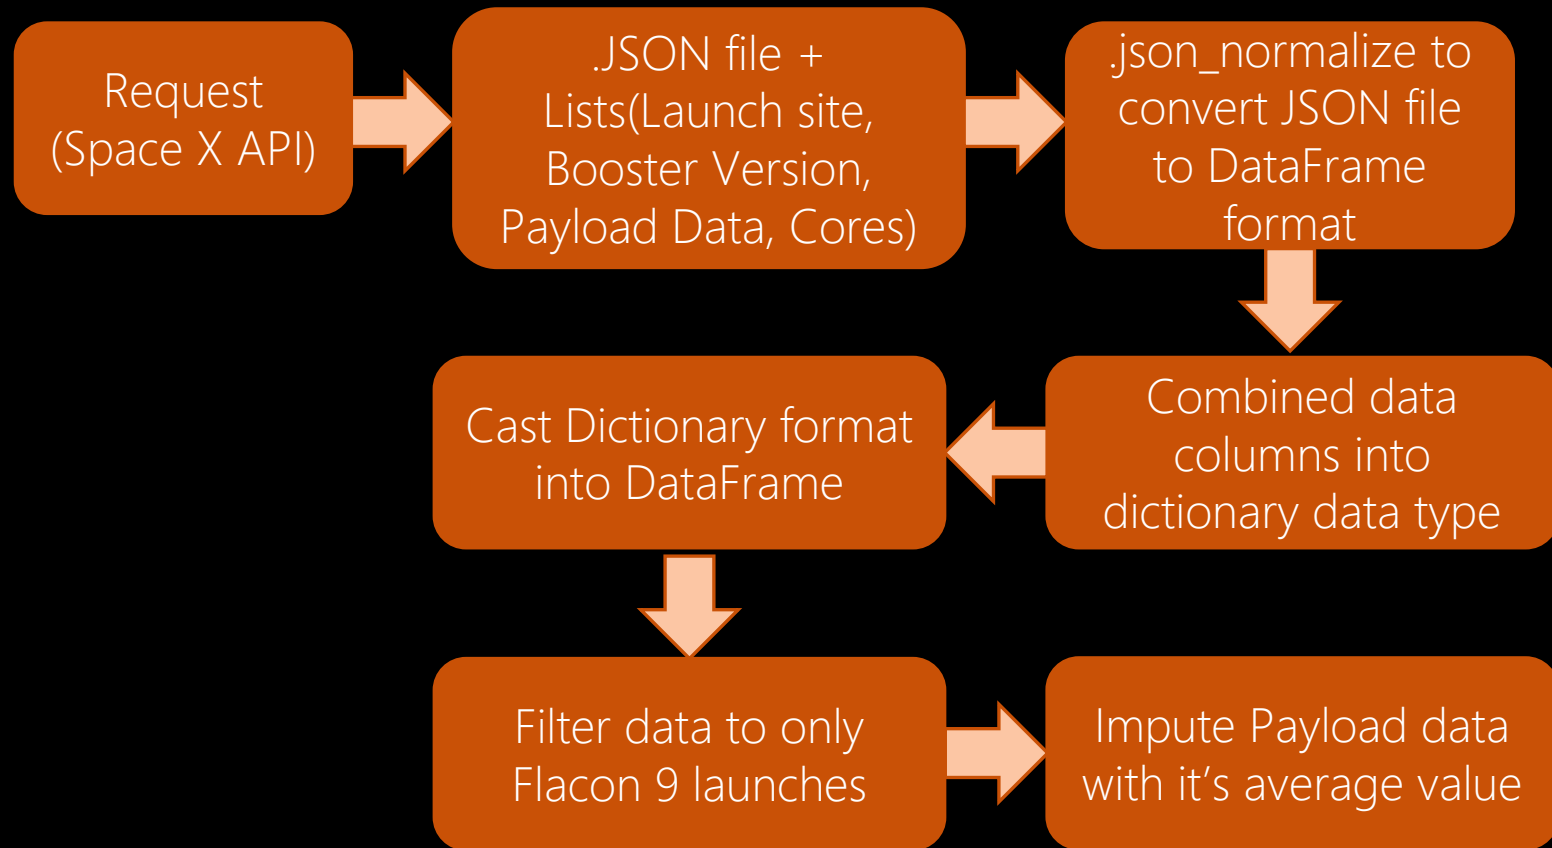 Request
(Space X API)
.JSON file +
Lists(Launch site,
Booster Version,
Payload Data, Cores)
.json_normalize to
convert JSON file
to DataFrame
format
Combined data
columns into
dictionary data type
Cast Dictionary format
into DataFrame
Filter data to only
Flacon 9 launches
Impute Payload data
with it’s average value